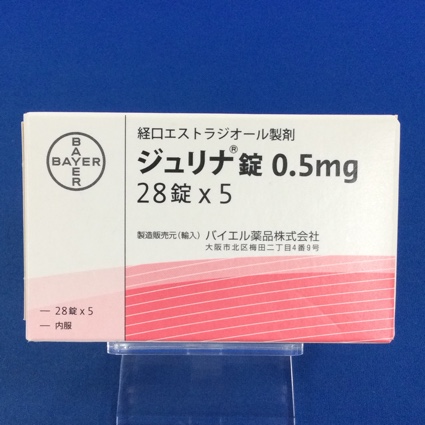 BAYER
BAYER
経口エストラジオール製剤
ジュリナ®錠 0.5mg
28錠 x 5
製造販売元(輸入) バイエル薬品株式会社
大阪市北区梅田二丁目4番9号
28錠 x 5
内服